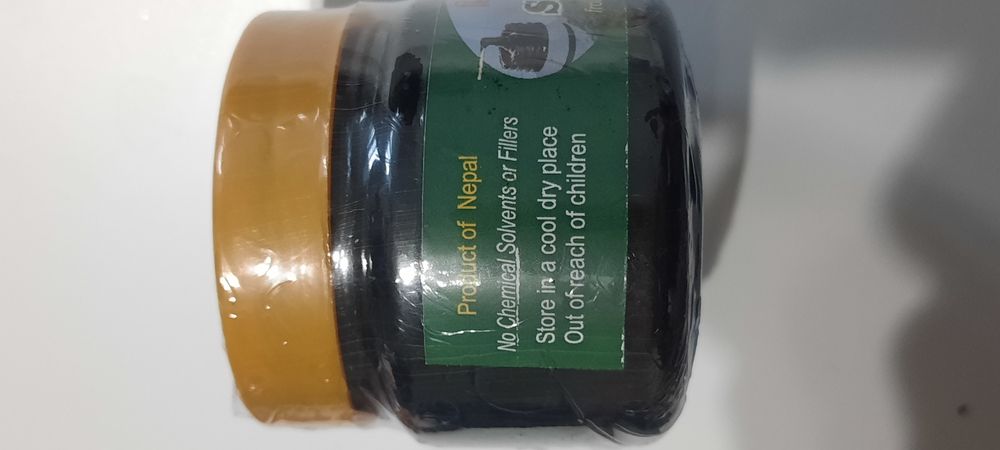 Product of Nepal
No Chemical Solvents or Fillers
Store in a cool dry place
Out of reach of children